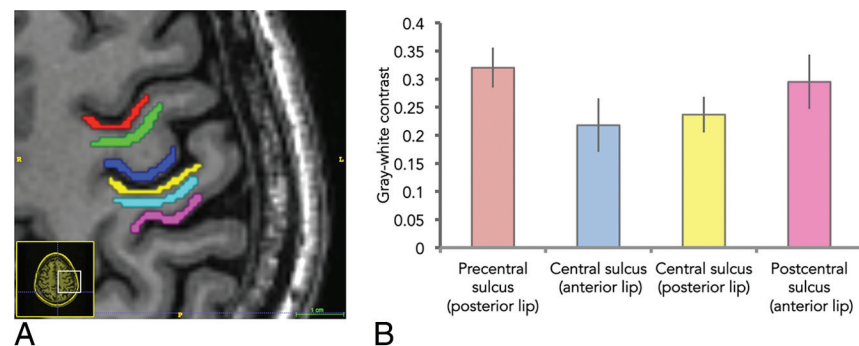 R
L
P
1 cm
A
B
Gray-white contrast
0.4
0.35
0.3
0.25
0.2
0.15
0.1
0.05
0
Precentral
sulcus
(posterior lip)
Central sulcus
(anterior lip)
Central sulcus
(posterior lip)
Postcentral
sulcus
(anterior lip)